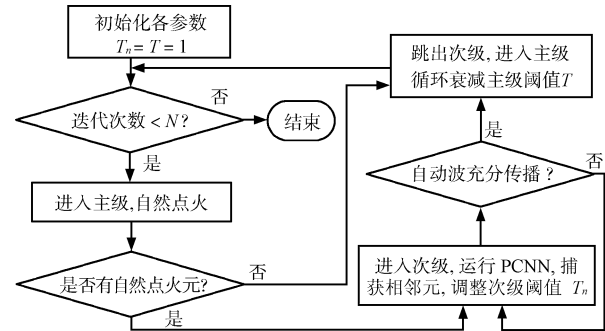 初始化各参数
Tn = T = 1
迭代次数 < N?
否
结束
是
进入主级,自然点火
是否有自然点火元?
否
是
跳出次级,进入主级
循环衰减主级阈值T
是
自动波充分传播?
否
进入次级,运行 PCNN,捕
获相邻元,调整次级阈值 Tn